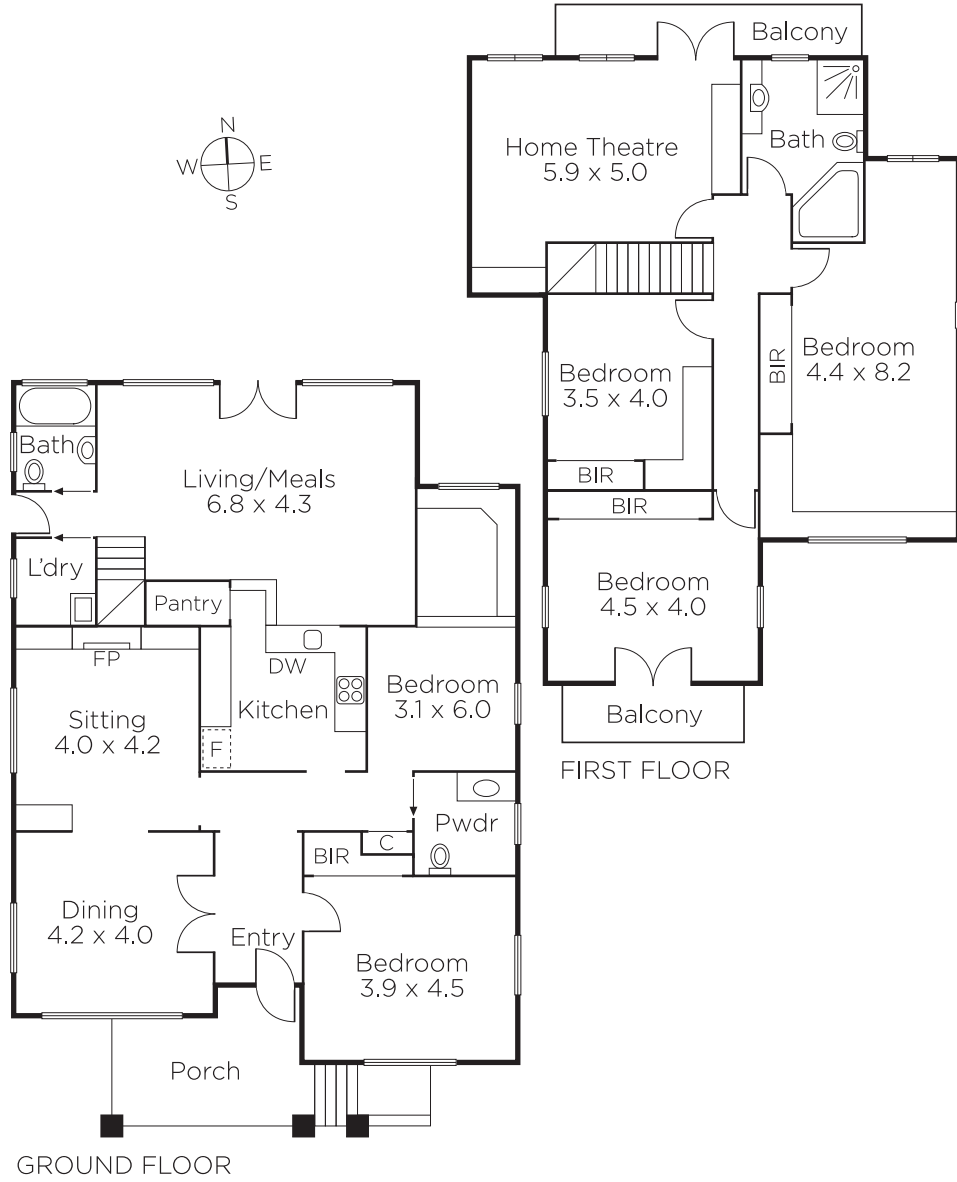 Balcony
Home Theatre
5.9 x 5.0
Bath
N
W E
S
Bedroom
4.4 x 8.2
BIR
Bedroom
3.5 x 4.0
BIR
BIR
Bedroom
4.5 x 4.0
Balcony
FIRST FLOOR
Bath
Living/Meals
6.8 x 4.3
L'dry
Pantry
FP
DW
Kitchen
F
Bedroom
3.1 x 6.0
Sitting
4.0 x 4.2
Pwdr
C
BIR
Dining
4.2 x 4.0
Entry
Bedroom
3.9 x 4.5
Porch
GROUND FLOOR